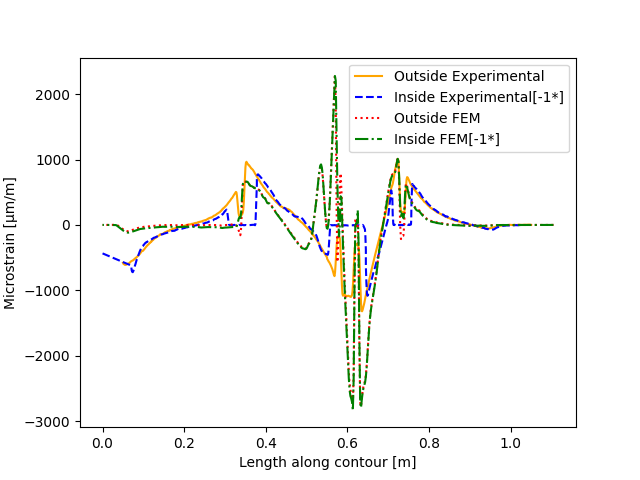 Outside Experimental
Inside Experimental[-1*]
Outside FEM
Inside FEM[-1*]
2000
1000
0
−1000
−2000
−3000
Microstrain [μm/m]
0.0 0.2 0.4 0.6 0.8 1.0
Length along contour [m]